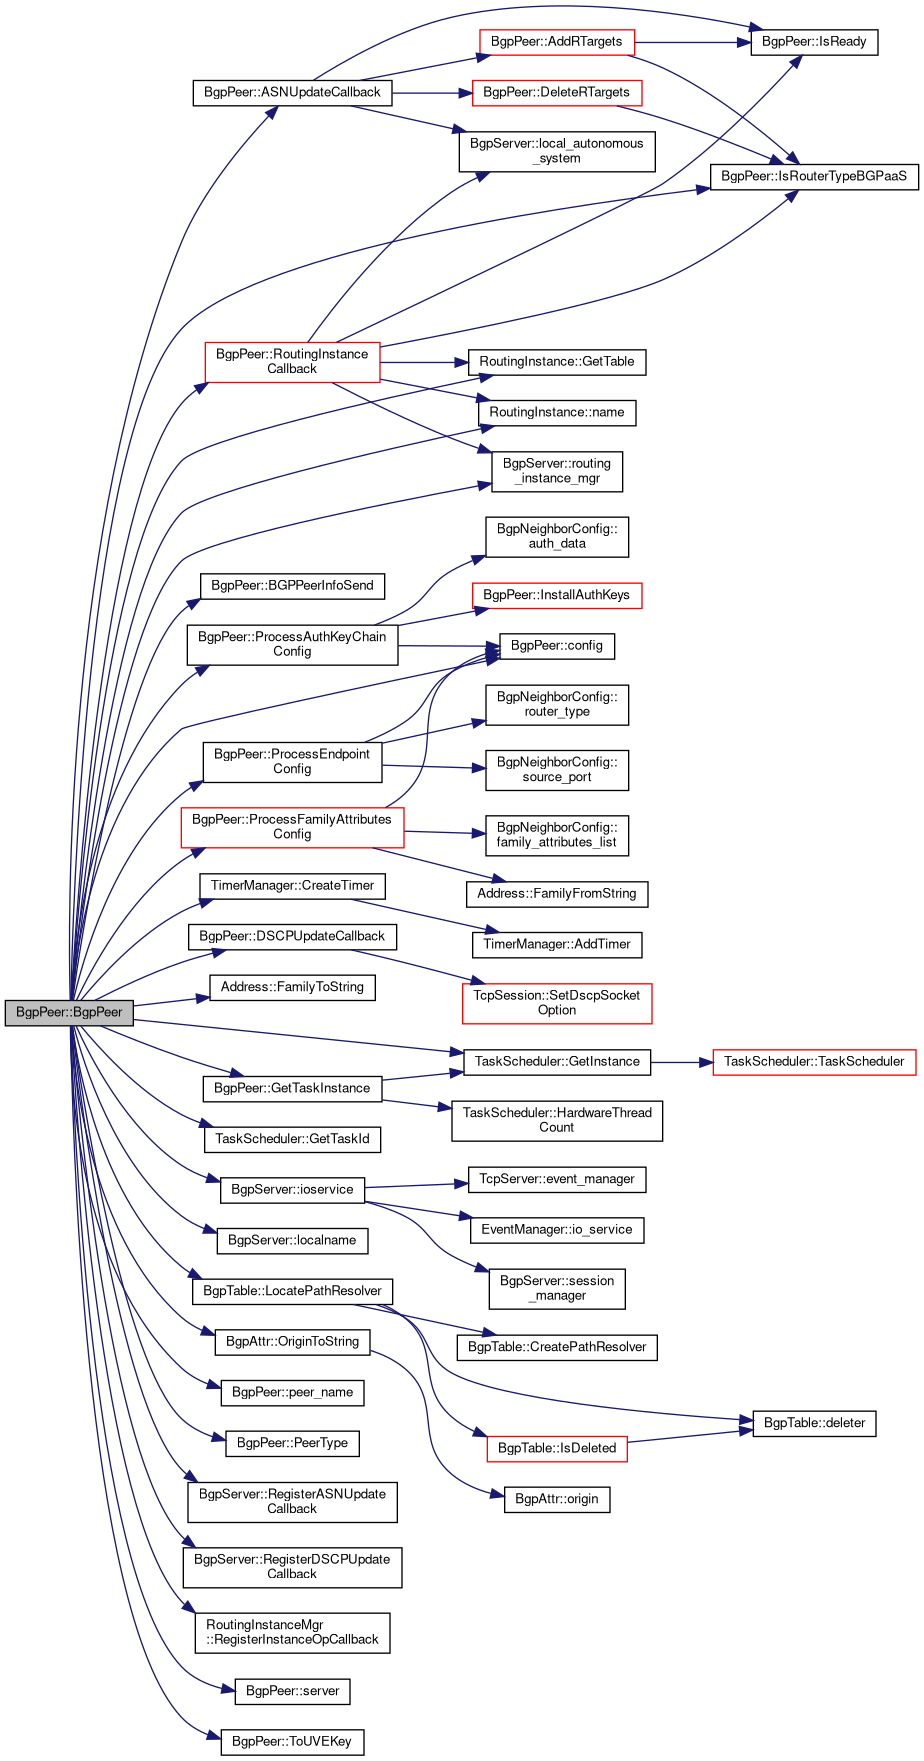 BgpPeer::AddRTargets
BgpPeer::IsReady
BgpPeer::ASNUpdateCallback
BgpPeer::DeleteRTargets
BgpServer::local_autonomous
_system
BgpPeer::IsRouterTypeBGPaaS
BgpPeer::RoutingInstance
Callback
RoutingInstance::GetTable
RoutingInstance::name
BgpServer::routing
_instance_mgr
BgpNeighborConfig::
auth_data
BgpPeer::BGPPeerInfoSend
BgpPeer::InstallAuthKeys
BgpPeer::ProcessAuthKeyChain
Config
BgpPeer::config
BgpNeighborConfig::
router_type
BgpPeer::ProcessEndpoint
Config
BgpNeighborConfig::
source_port
BgpPeer::ProcessFamilyAttributes
Config
BgpNeighborConfig::
family_attributes_list
TimerManager::CreateTimer
Address::FamilyFromString
BgpPeer::DSCPUpdateCallback
TimerManager::AddTimer
Address::FamilyToString
TcpSession::SetDscpSocket
Option
BgpPeer::BgpPeer
TaskScheduler::GetInstance
TaskScheduler::TaskScheduler
BgpPeer::GetTaskInstance
TaskScheduler::HardwareThread
Count
TaskScheduler::GetTaskId
BgpServer::ioservice
TcpServer::event_manager
EventManager::io_service
BgpServer::localname
BgpServer::session
_manager
BgpTable::LocatePathResolver
BgpAttr::OriginToString
BgpTable::CreatePathResolver
BgpPeer::peer_name
BgpTable::deleter
BgpPeer::PeerType
BgpTable::IsDeleted
BgpServer::RegisterASNUpdate
Callback
BgpAttr::origin
BgpServer::RegisterDSCPUpdate
Callback
RoutingInstanceMgr
::RegisterInstanceOpCallback
BgpPeer::server
BgpPeer::ToUVEKey